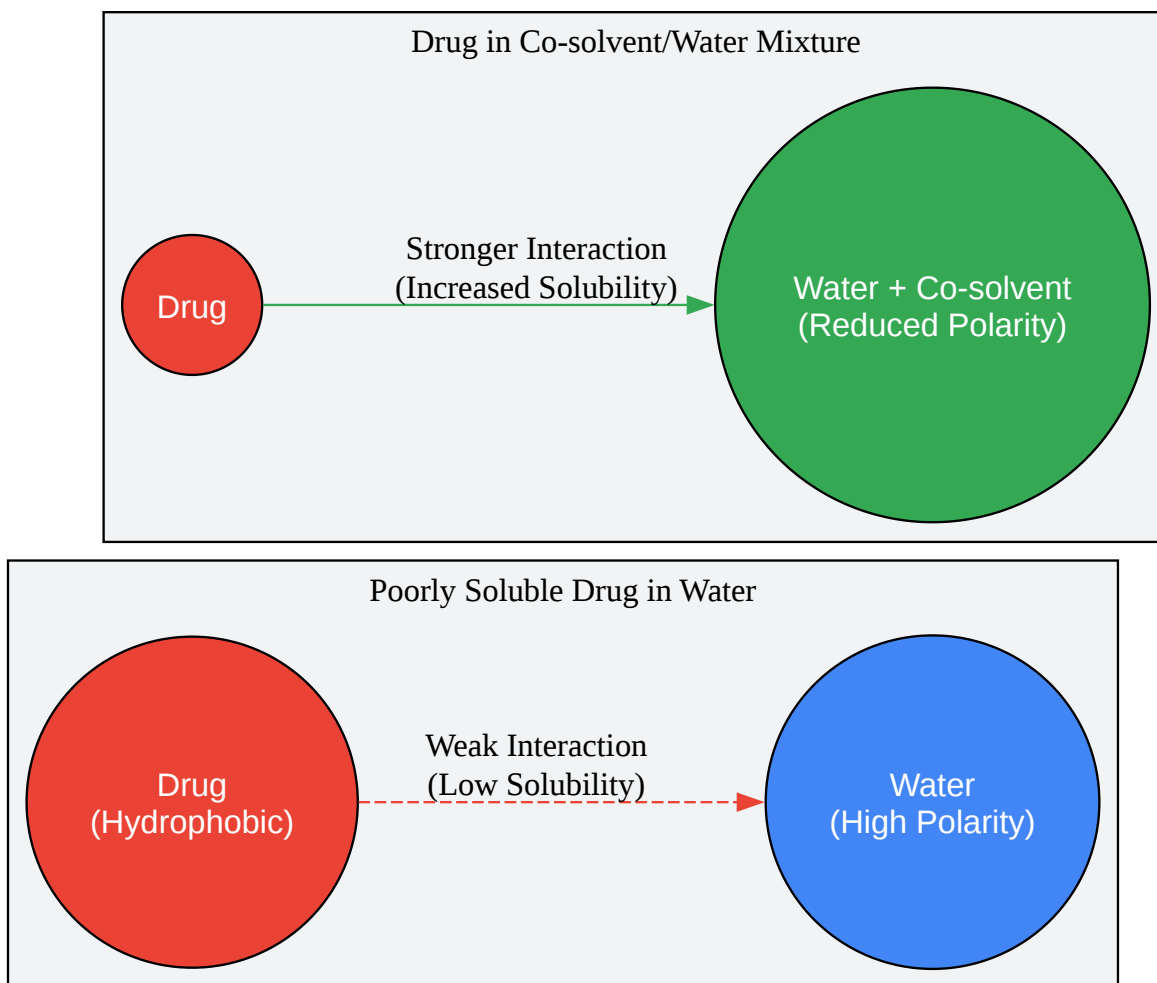 Drug in Co-solvent/Water Mixture
Stronger Interaction
(Increased Solubility)
Drug
Water + Co-solvent
(Reduced Polarity)
Poorly Soluble Drug in Water
Weak Interaction
(Low Solubility)
Drug
(Hydrophobic)
Water
(High Polarity)